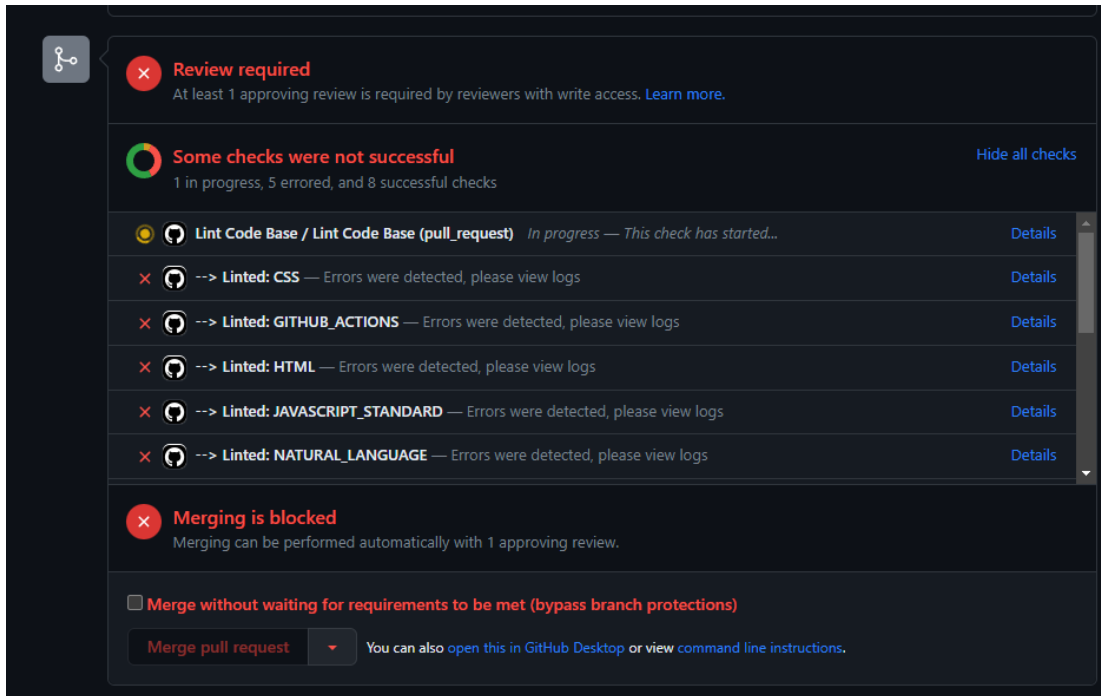 Review required
At least 1 approving review is required by reviewers with write access. Learn more.
Some checks were not successful
Hide all checks
1 in progress, 5 errored, and 8 successful checks
Lint Code Base / Lint Code Base (pull_request) In progress — This check has started... Details
--> Linted: CSS — Errors were detected, please view logs Details
--> Linted: GITHUB_ACTIONS — Errors were detected, please view logs Details
--> Linted: HTML — Errors were detected, please view logs Details
--> Linted: JAVASCRIPT_STANDARD — Errors were detected, please view logs Details
--> Linted: NATURAL_LANGUAGE — Errors were detected, please view logs Details
Merging is blocked
Merging can be performed automatically with 1 approving review.
Merge without waiting for requirements to be met (bypass branch protections)
Merge pull request You can also open this in GitHub Desktop or view command line instructions.